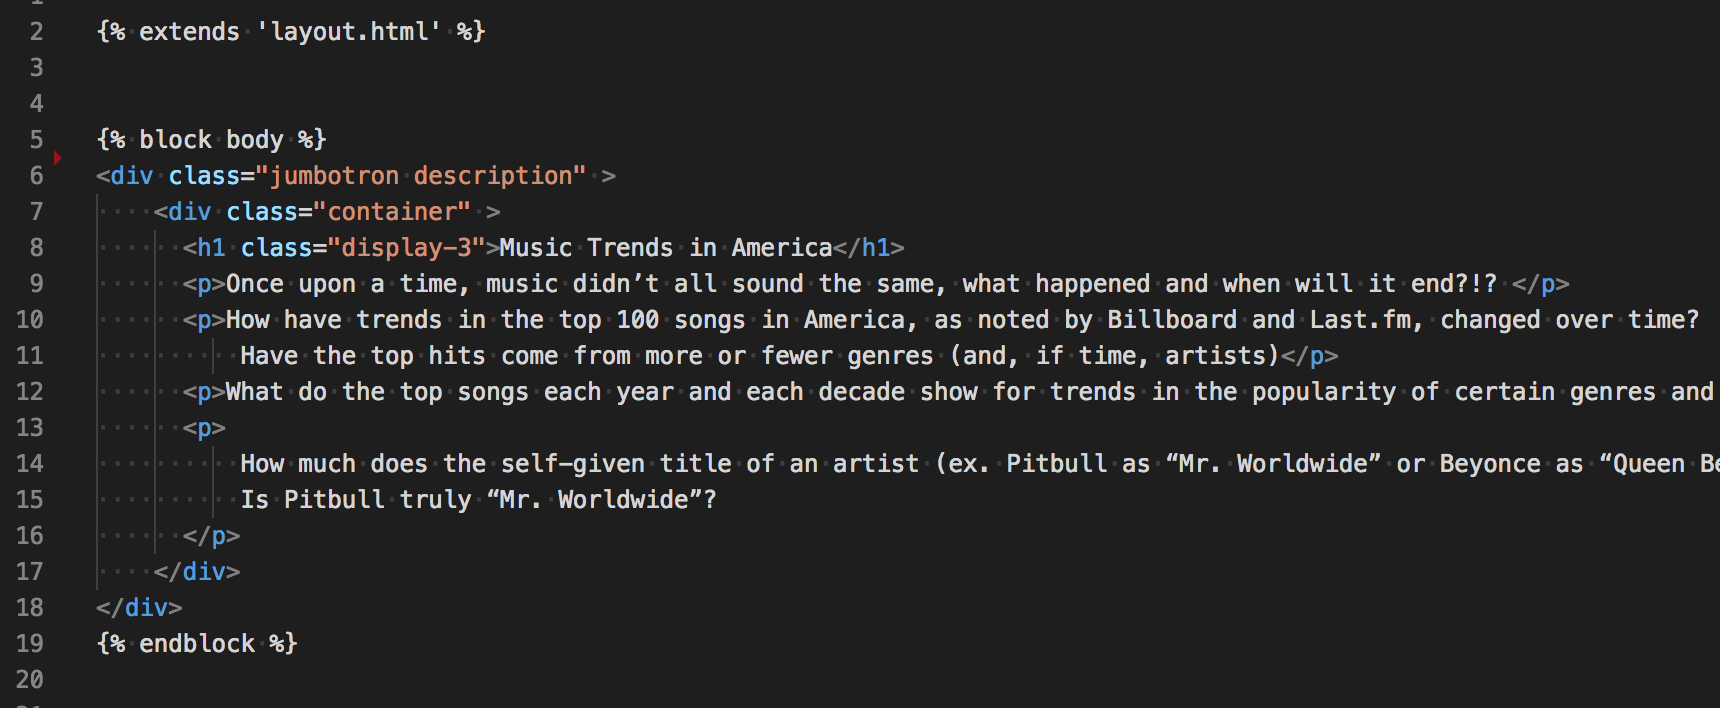 2 {% extends 'layout.html' %}
3
4
5 {% block body %}
6 <div class="jumbotron description" >
7 <div class="container" >
8 <h1 class="display-3">Music Trends in America</h1>
9 <p>Once upon a time, music didn’t all sound the same, what happened and when will it end?!? </p>
10 <p>How have trends in the top 100 songs in America, as noted by Billboard and Last.fm, changed over time?
11 Have the top hits come from more or fewer genres (and, if time, artists)</p>
12 <p>What do the top songs each year and each decade show for trends in the popularity of certain genres and
13 <p>
14 How much does the self-given title of an artist (ex. Pitbull as “Mr. Worldwide” or Beyonce as “Queen
15 Is Pitbull truly “Mr. Worldwide”?
16 </p>
17 </div>
18 </div>
19 {% endblock %}
20